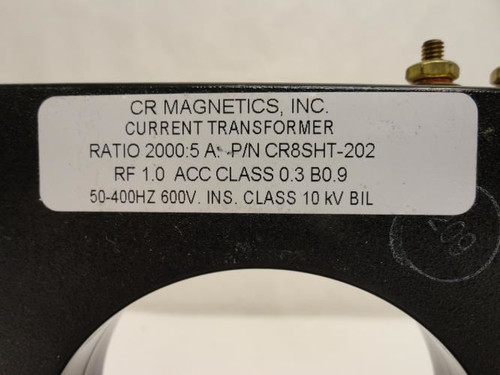 CR MAGNETICS, INC.
CURRENT TRANSFORMER
RATIO 2000:5 A. P/N CR8SHT-202
RF 1.0 ACC CLASS 0.3 B0.9
50-400HZ 600V. INS. CLASS 10 kV BIL
209